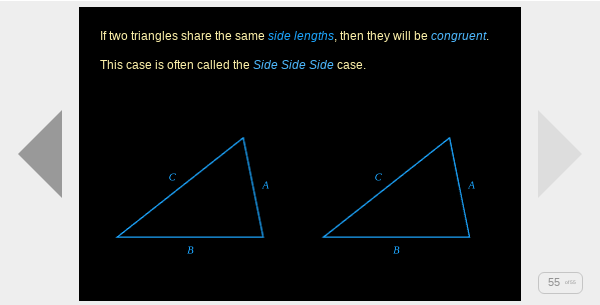 If two triangles share the same side lengths, then they will be congruent.
This case is often called the Side Side Side case.
C
A
B
C
A
B
55 of55